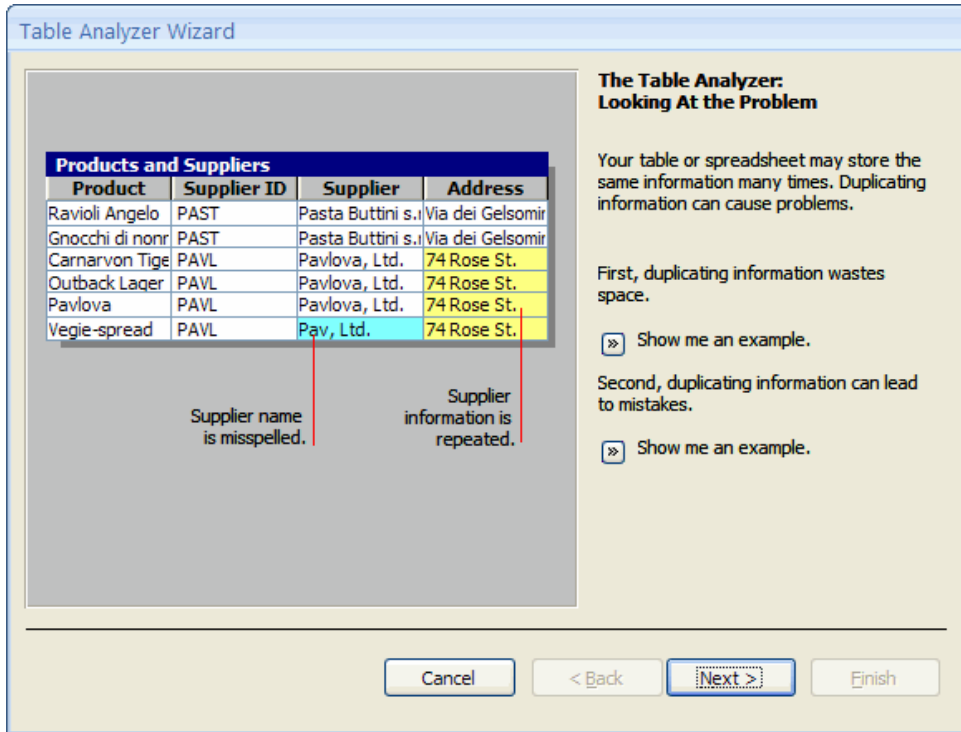 Table Analyzer Wizard
Products and Suppliers
Product Supplier ID Supplier Address
Ravioli Angelo PAST Pasta Buttini s.r Via dei Gelsomir
Gnocchi di nonr PAST Pasta Buttini s.r Via dei Gelsomir
Carnarvon Tige PAVL Pavlova, Ltd. 74 Rose St.
Outback Lager PAVL Pavlova, Ltd. 74 Rose St.
Pavlova PAVL Pavlova, Ltd. 74 Rose St.
Vegie-spread PAVL Pav, Ltd. 74 Rose St.
Supplier name
is misspelled.
Supplier
information is
repeated.
The Table Analyzer:
Looking At the Problem
Your table or spreadsheet may store the
same information many times. Duplicating
information can cause problems.
First, duplicating information wastes
space.
» Show me an example.
Second, duplicating information can lead
to mistakes.
» Show me an example.
Cancel
< Back
Next >
Finish